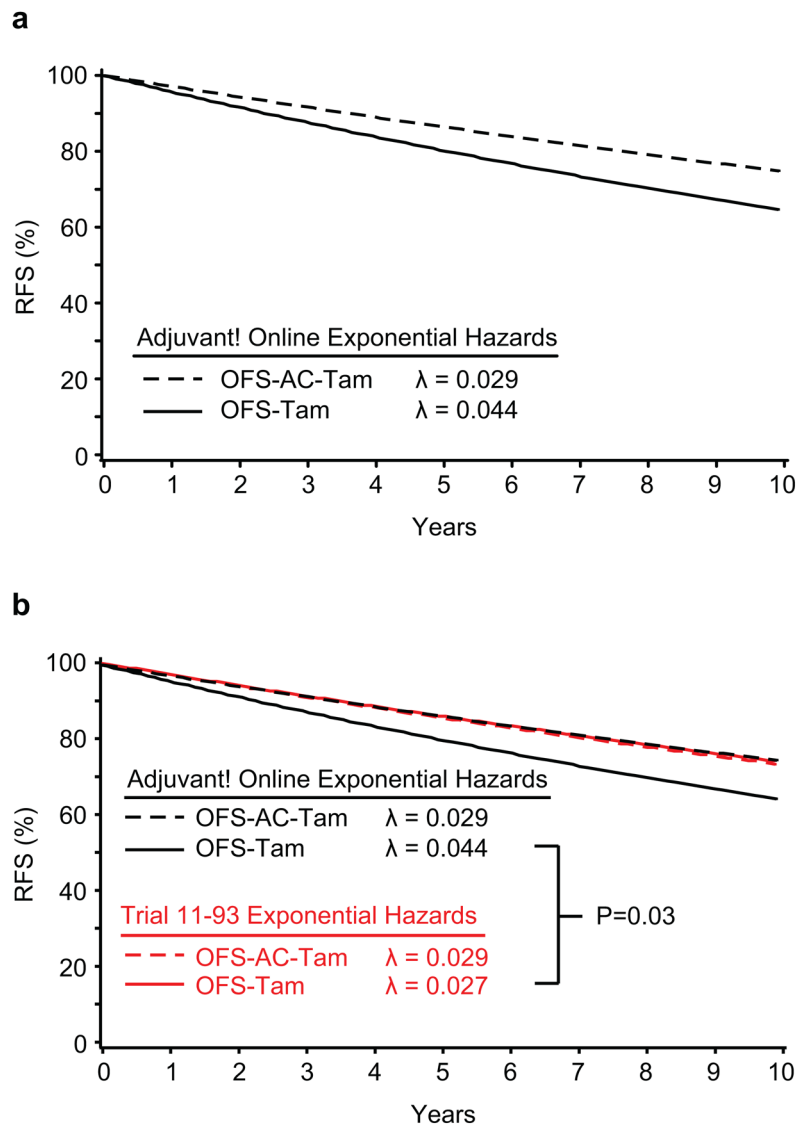 a
100
80
60
40
20
0
RFS (%)
Adjuvant! Online Exponential Hazards
OFS-AC-Tam λ = 0.029
OFS-Tam λ = 0.044
0 1 2 3 4 5 6 7 8 9 10
Years
b
100
80
60
40
20
0
RFS (%)
Adjuvant! Online Exponential Hazards
OFS-AC-Tam λ = 0.029
OFS-Tam λ = 0.044
P=0.03
Trial 11-93 Exponential Hazards
OFS-AC-Tam λ = 0.029
OFS-Tam λ = 0.027
0 1 2 3 4 5 6 7 8 9 10
Years